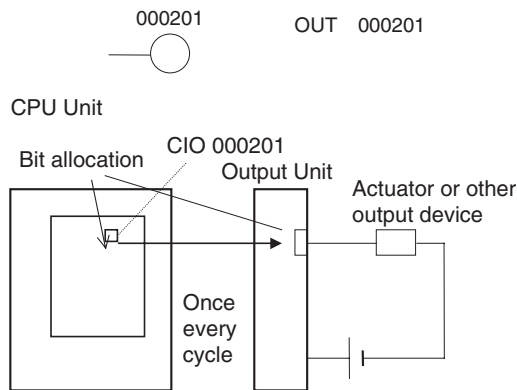 000201
OUT 000201
CPU Unit
CIO 000201
Bit allocation
Output Unit
Actuator or other
output device
Once
every
cycle